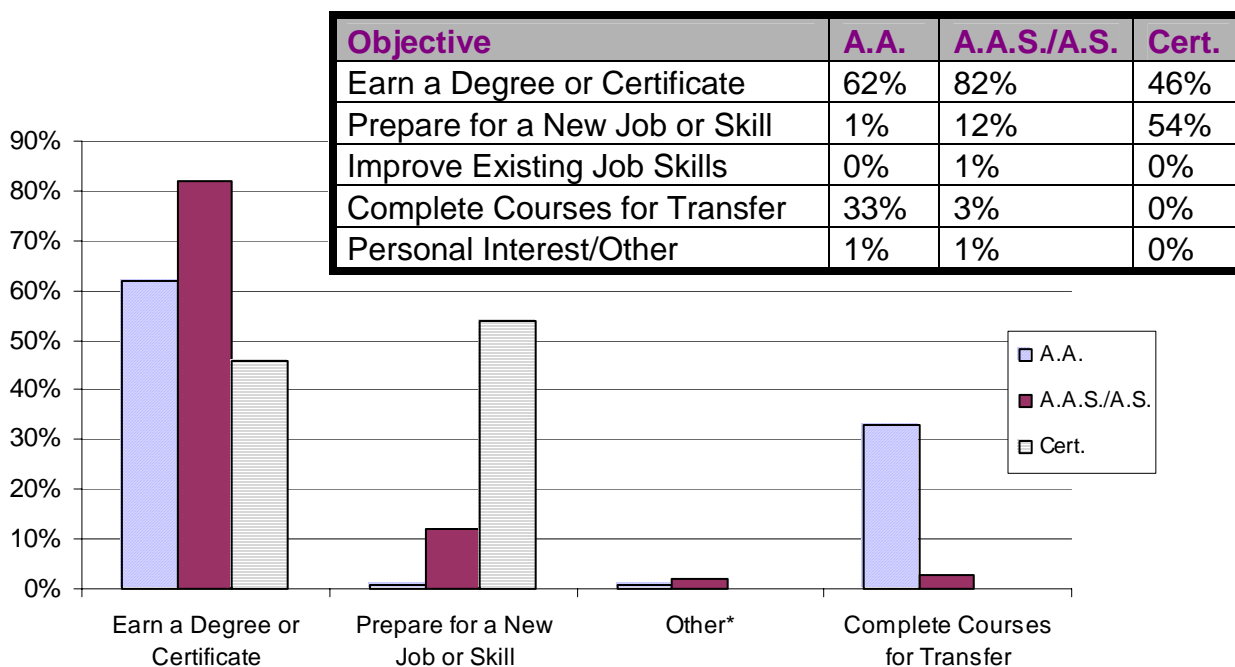 Objective A.A. A.A.S./A.S. Cert.
Earn a Degree or Certificate 62% 82% 46%
Prepare for a New Job or Skill 1% 12% 54%
Improve Existing Job Skills 0% 1% 0%
Complete Courses for Transfer 33% 3% 0%
Personal Interest/Other 1% 1% 0%
90%
80%
70%
60%
50%
40%
30%
20%
10%
0%
A.A.
A.A.S./A.S.
Cert.
Earn a Degree or
Certificate
Prepare for a New
Job or Skill
Other*
Complete Courses
for Transfer